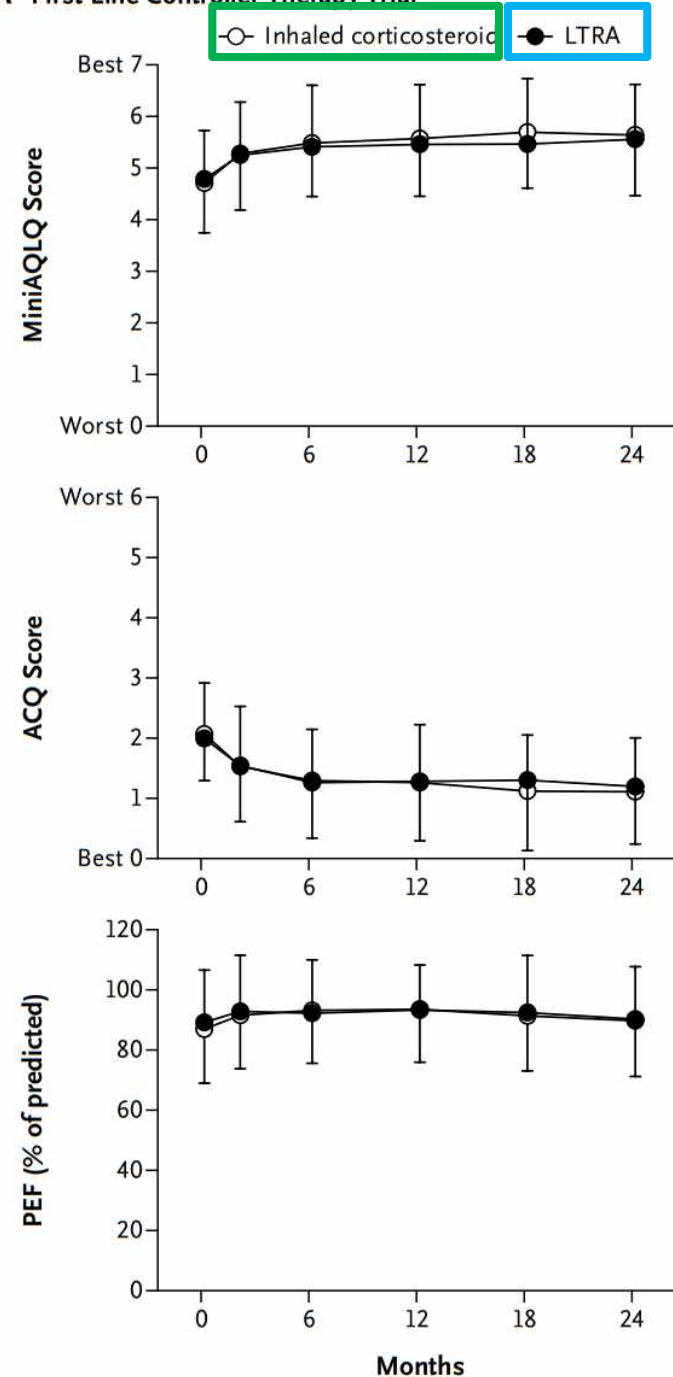 Inhaled corticosteroid
LTRA
MiniAQLQ Score
Best 7
6
5
4
3
2
1
Worst 0
0 6 12 18 24
ACQ Score
Worst 6
5
4
3
2
1
Best 0
0 6 12 18 24
PEF (% of predicted)
120
100
80
60
40
20
0
0 6 12 18 24
Months